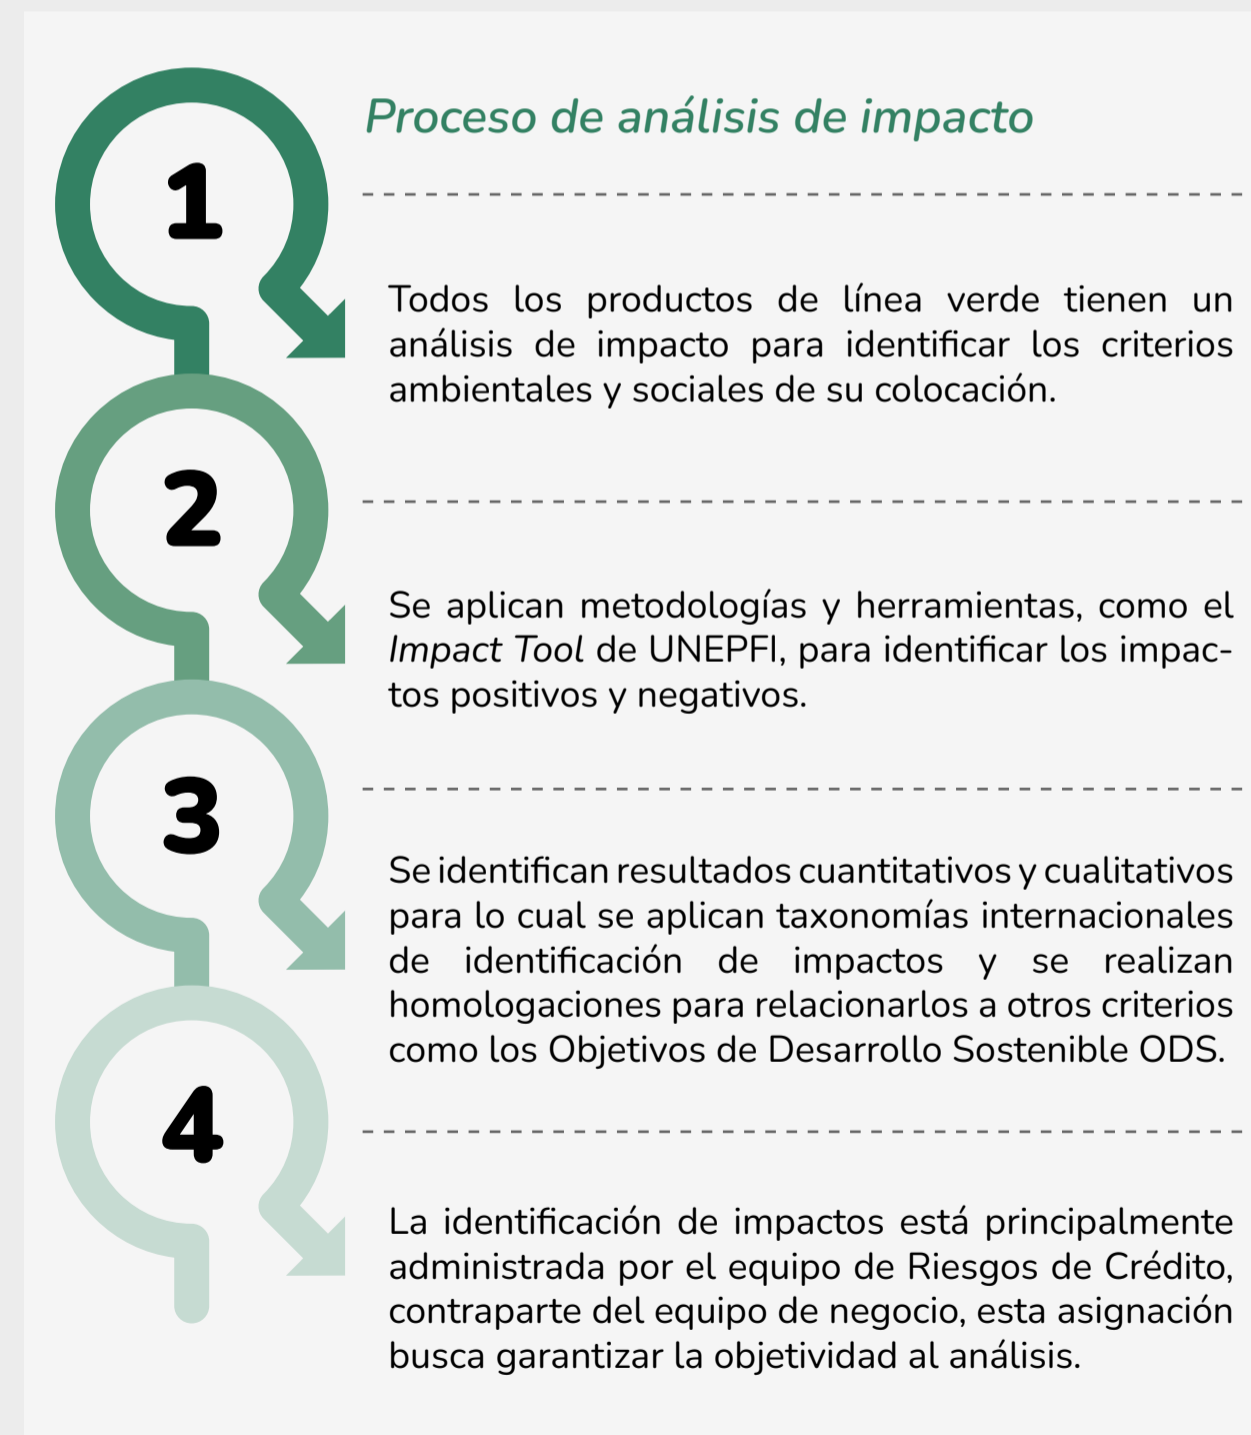 Proceso de análisis de impacto
1
Todos los productos de línea verde tienen un
análisis de impacto para identificar los criterios
ambientales y sociales de su colocación.
2
Se aplican metodologías y herramientas, como el
Impact Tool de UNEPFI, para identificar los impac-
tos positivos y negativos.
3
Se identifican resultados cuantitativos y cualitativos
para lo cual se aplican taxonomías internacionales
de identificación de impactos y se realizan
homologaciones para relacionarlos a otros criterios
como los Objetivos de Desarrollo Sostenible ODS.
4
La identificación de impactos está principalmente
administrada por el equipo de Riesgos de Crédito,
contraparte del equipo de negocio, esta asignación
busca garantizar la objetividad al análisis.